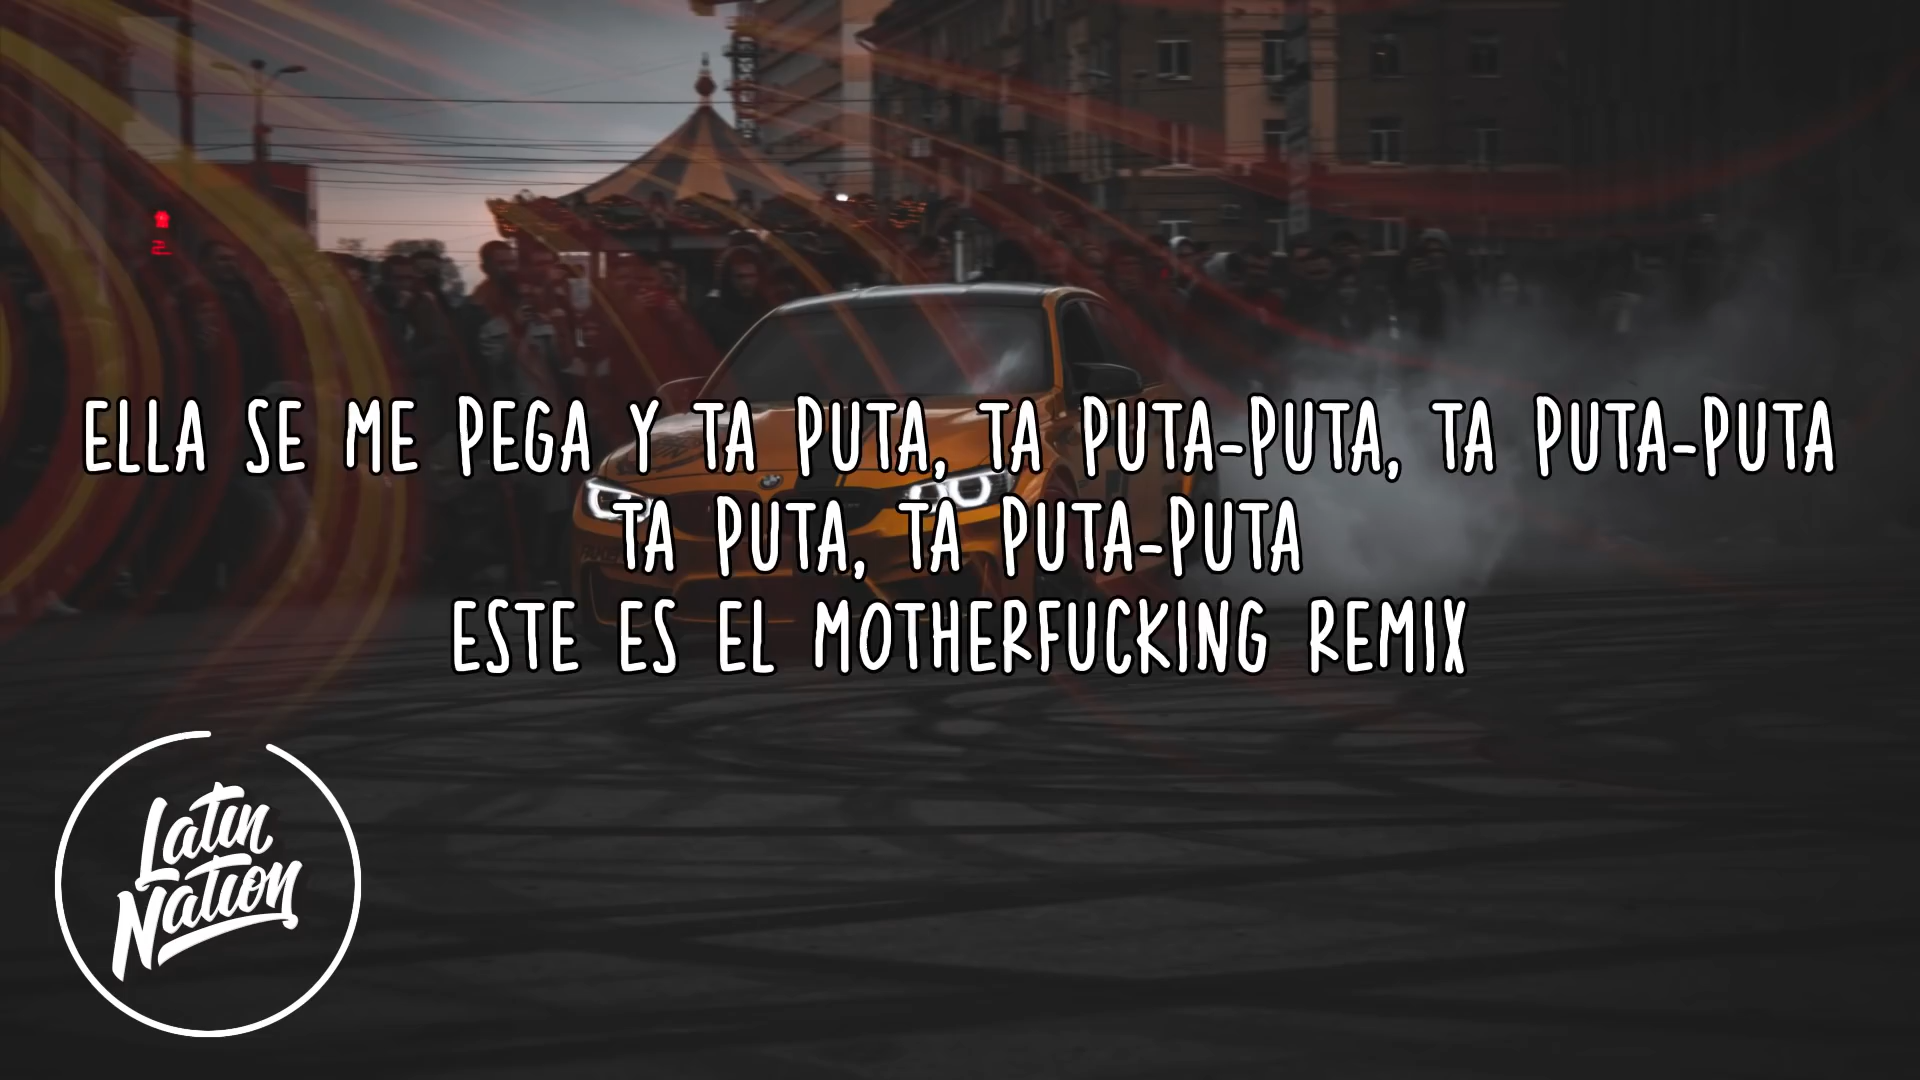 ELLA SE ME PEGA Y TA PUTA, TA PUTA-PUTA, TA PUTA-PUTA
TA PUTA, TA PUTA-PUTA
ESTE ES EL MOTHERFUCKING REMIX
Latin
Nation